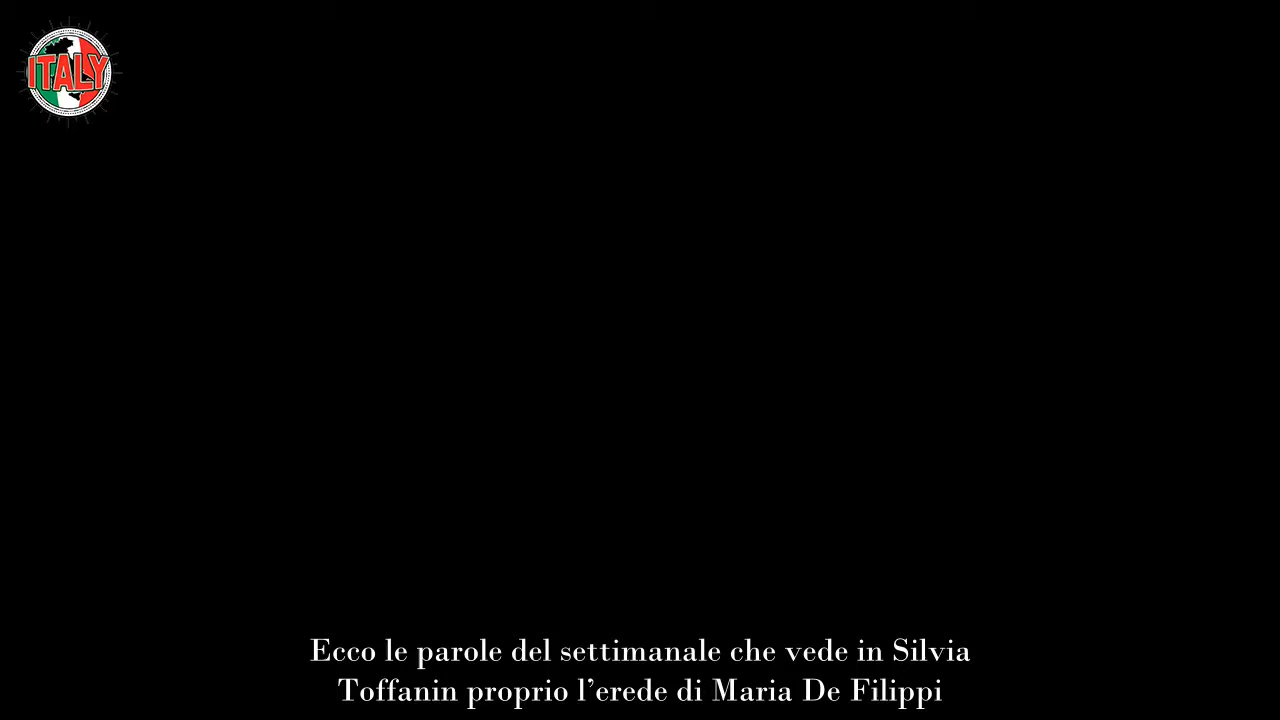 ITALY
Ecco le parole del settimanale che vede in Silvia
Toffanin proprio l’erede di Maria De Filippi